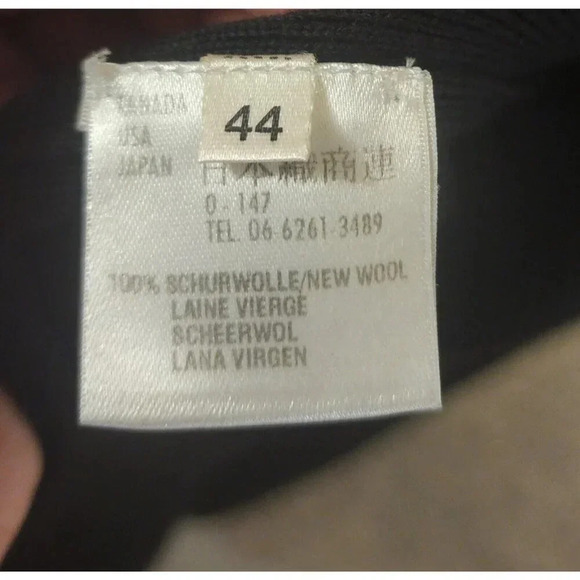 44
CANADA
USA
JAPAN 日本織商連
0 - 147
TEL. 06-6261-3489
100% SCHURWOLLE/NEW WOOL
LAINE VIERGE
SCHEERWOL
LANA VIRGEN